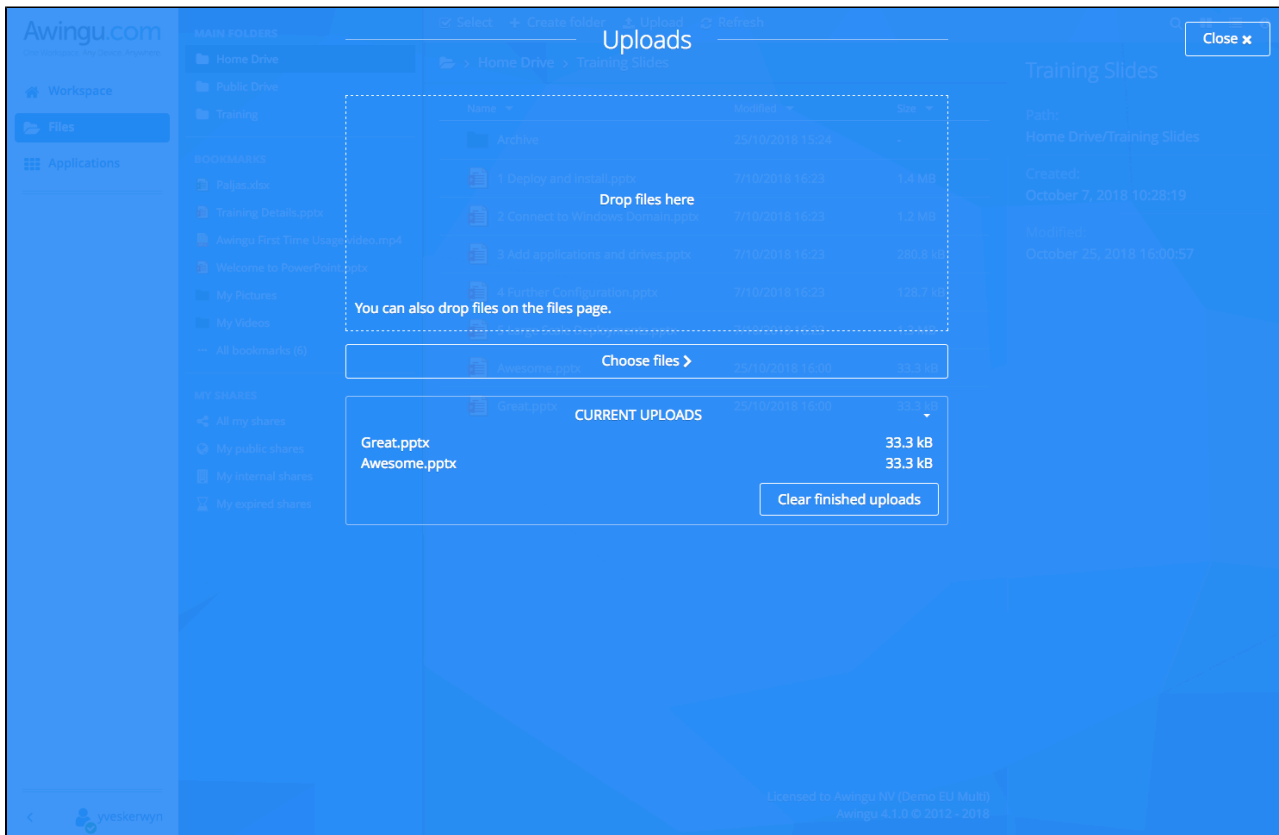 Awingu.com
Workspace
Files
Applications
yveskerwyn
MAIN FOLDERS
Home Drive
Public Drive
Training
BOOKMARKS
Paljas.xlsx
Training Details.pptx
Awingu First Time Usage video.mp4
Welcome to PowerPoint.pptx
My Pictures
My Videos
All bookmarks (6)
MY SHARES
All my shares
My public shares
My internal shares
My expired shares
Select + Create folder Upload Refresh
Uploads
Close ×
> Home Drive > Training Slides
Name Modified Size
Archive 25/10/2018 15:24 -
1 Deploy and Install.pptx 7/10/2018 16:23 1.4 MB
Drop files here
2 Connect to Windows Domain.pptx 7/10/2018 16:23 1.2 MB
3 Add applications and drives.pptx 7/10/2018 16:23 280.8 kB
4 Further Configuration.pptx 7/10/2018 16:23 128.7 kB
You can also drop files on the files page.
Choose files >
Awesome.pptx 25/10/2018 16:00 33.3 kB
Great.pptx 25/10/2018 16:00 33.3 kB
CURRENT UPLOADS
Great.pptx 33.3 kB
Awesome.pptx 33.3 kB
Clear finished uploads
Training Slides
Path:
Home Drive/Training Slides
Created:
October 7, 2018 10:28:19
Modified:
October 25, 2018 16:00:57
Licensed to Awingu NV (Demo EU Multi)
Awingu 4.1.0 © 2012 - 2018